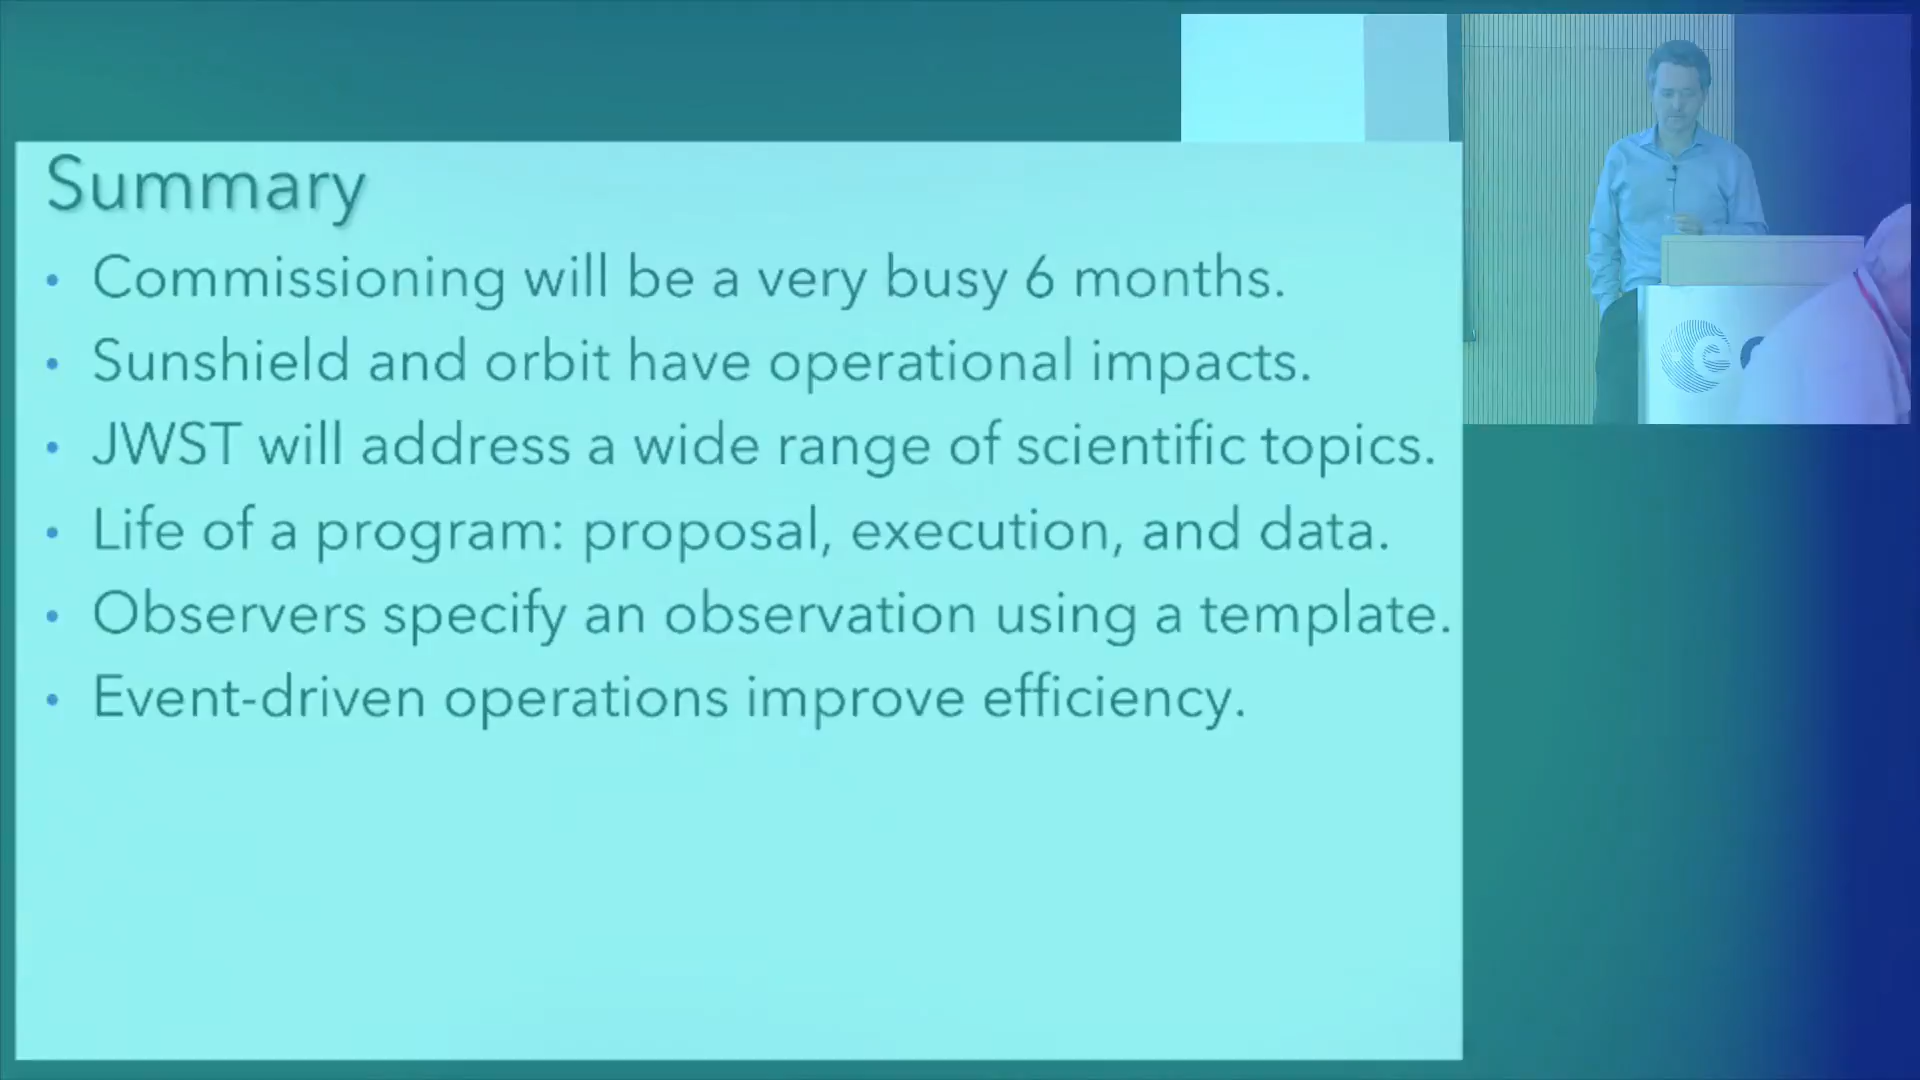 Summary
• Commissioning will be a very busy 6 months.
• Sunshield and orbit have operational impacts.
• JWST will address a wide range of scientific topics.
• Life of a program: proposal, execution, and data.
• Observers specify an observation using a template.
• Event-driven operations improve efficiency.